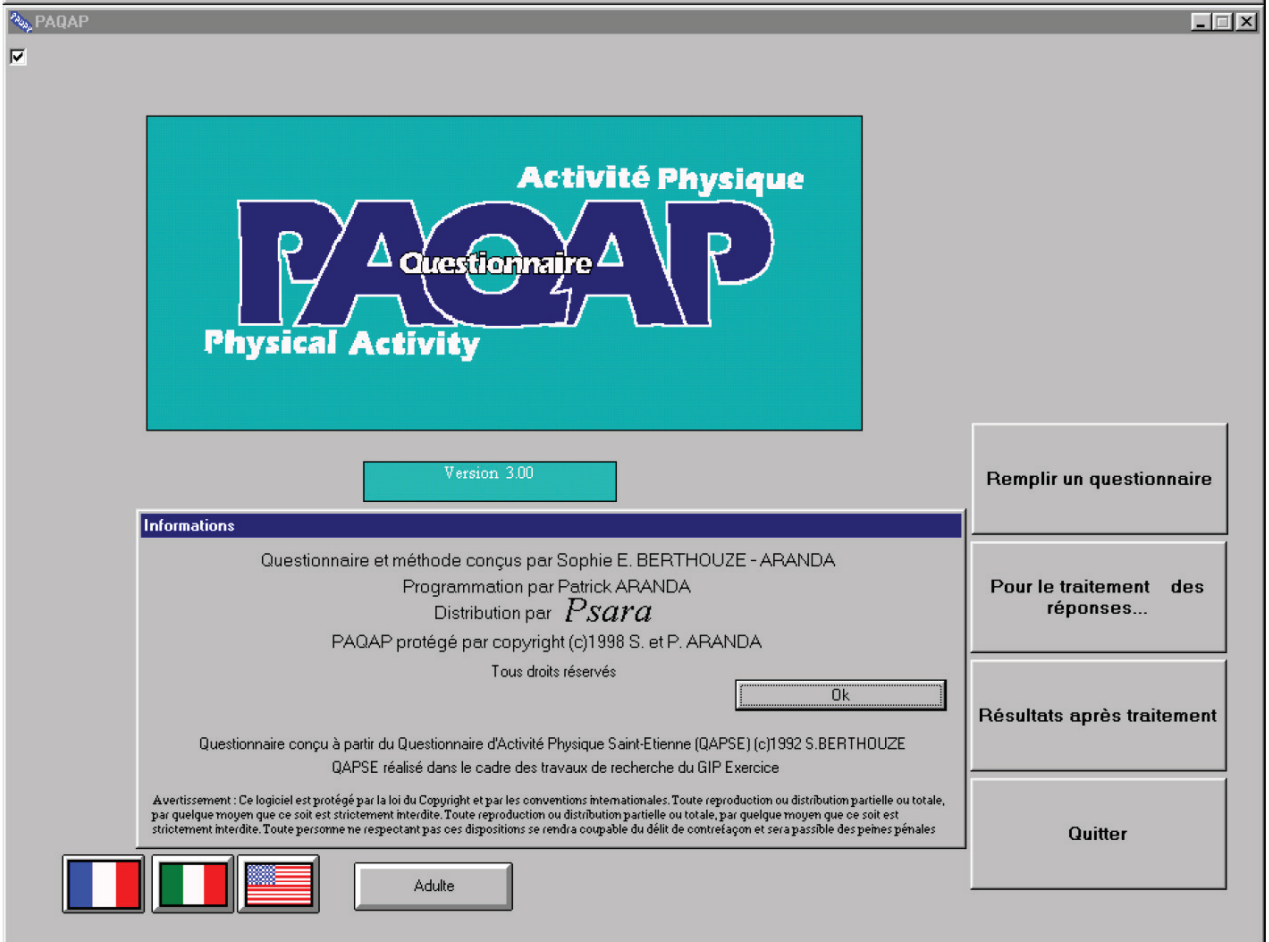 PAQAP
Activité Physique
PAQAP
Questionnaire
Physical Activity
Version 3.00
Remplir un questionnaire
Pour le traitement des
réponses...
Résultats après traitement
Quitter
Informations
Questionnaire et méthode conçus par Sophie E. BERTHOUZE - ARANDA
Programmation par Patrick ARANDA
Distribution par Psara
PAQAP protégé par copyright (c)1998 S. et P. ARANDA
Tous droits réservés
Ok
Questionnaire conçu à partir du Questionnaire d'Activité Physique Saint-Etienne (QAPSE) (c)1992 S.BERTHOUZE
QAPSE réalisé dans le cadre des travaux de recherche du GIP Exercice
Avertissement : Ce logiciel est protégé par la loi du Copyright et par les conventions internationales. Toute reproduction ou distribution partielle ou totale,
par quelque moyen que ce soit est strictement interdite. Toute reproduction ou distribution partielle ou totale, par quelque moyen que ce soit est
strictement interdite. Toute personne ne respectant pas ces dispositions se rendra coupable du délit de contrefaçon et sera passible des peines pénales
Adulte